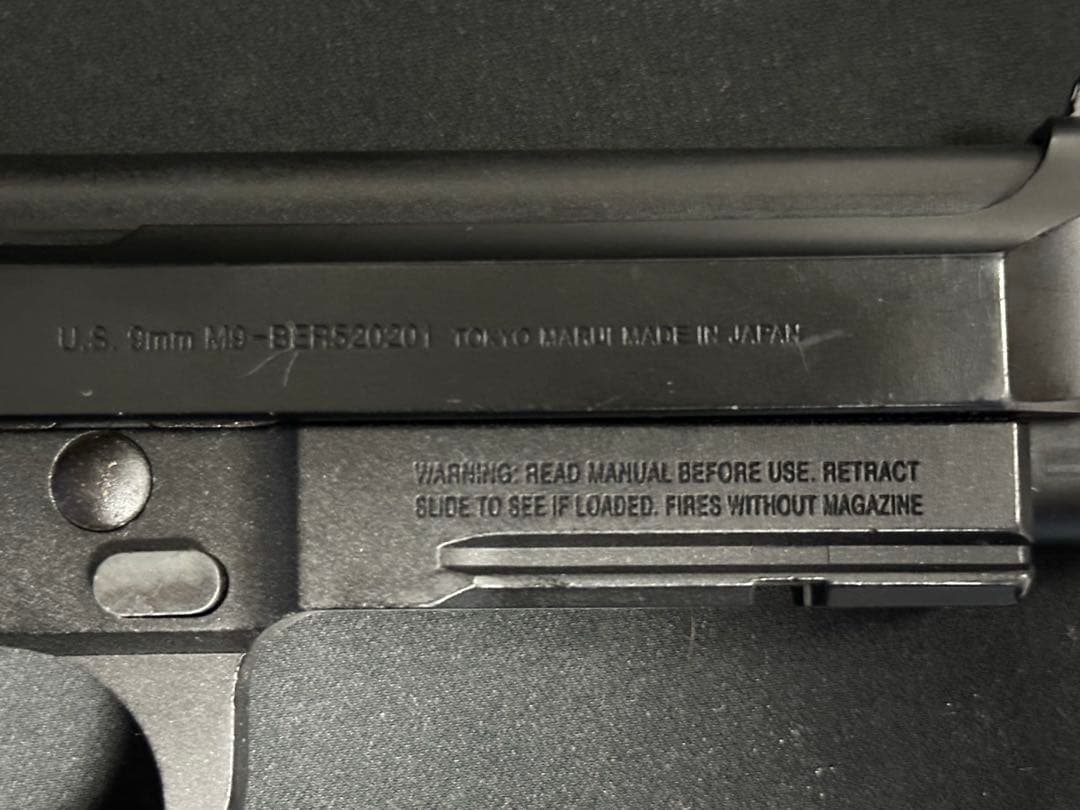 U.S. 9mm M9-BER520201 TOKYO MARUI MADE IN JAPAN
WARNING: READ MANUAL BEFORE USE. RETRACT
SLIDE TO SEE IF LOADED. FIRES WITHOUT MAGAZINE